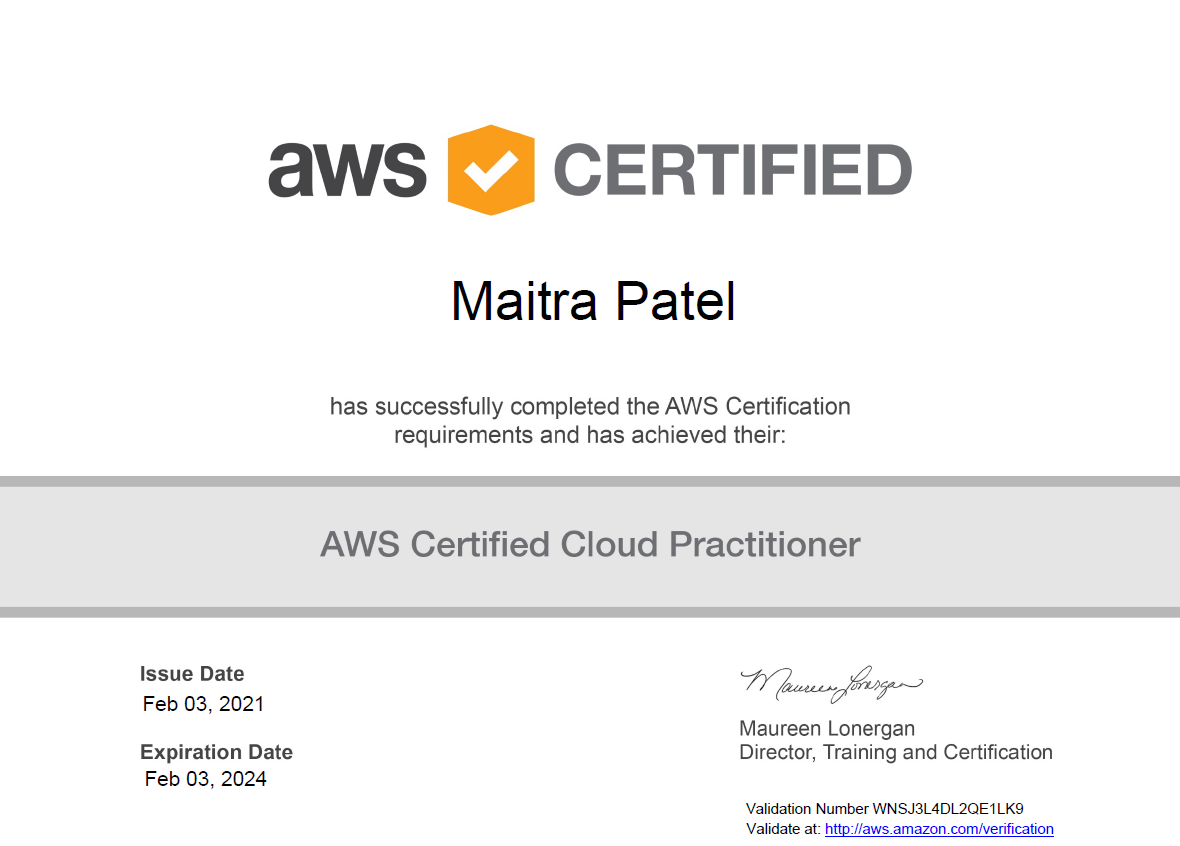 aws CERTIFIED
Maitra Patel
has successfully completed the AWS Certification
requirements and has achieved their:
AWS Certified Cloud Practitioner
Issue Date
Feb 03, 2021
Expiration Date
Feb 03, 2024
Maureen Lonergan
Maureen Lonergan
Director, Training and Certification
Validation Number WNSJ3L4DL2QE1LK9
Validate at: http://aws.amazon.com/verification